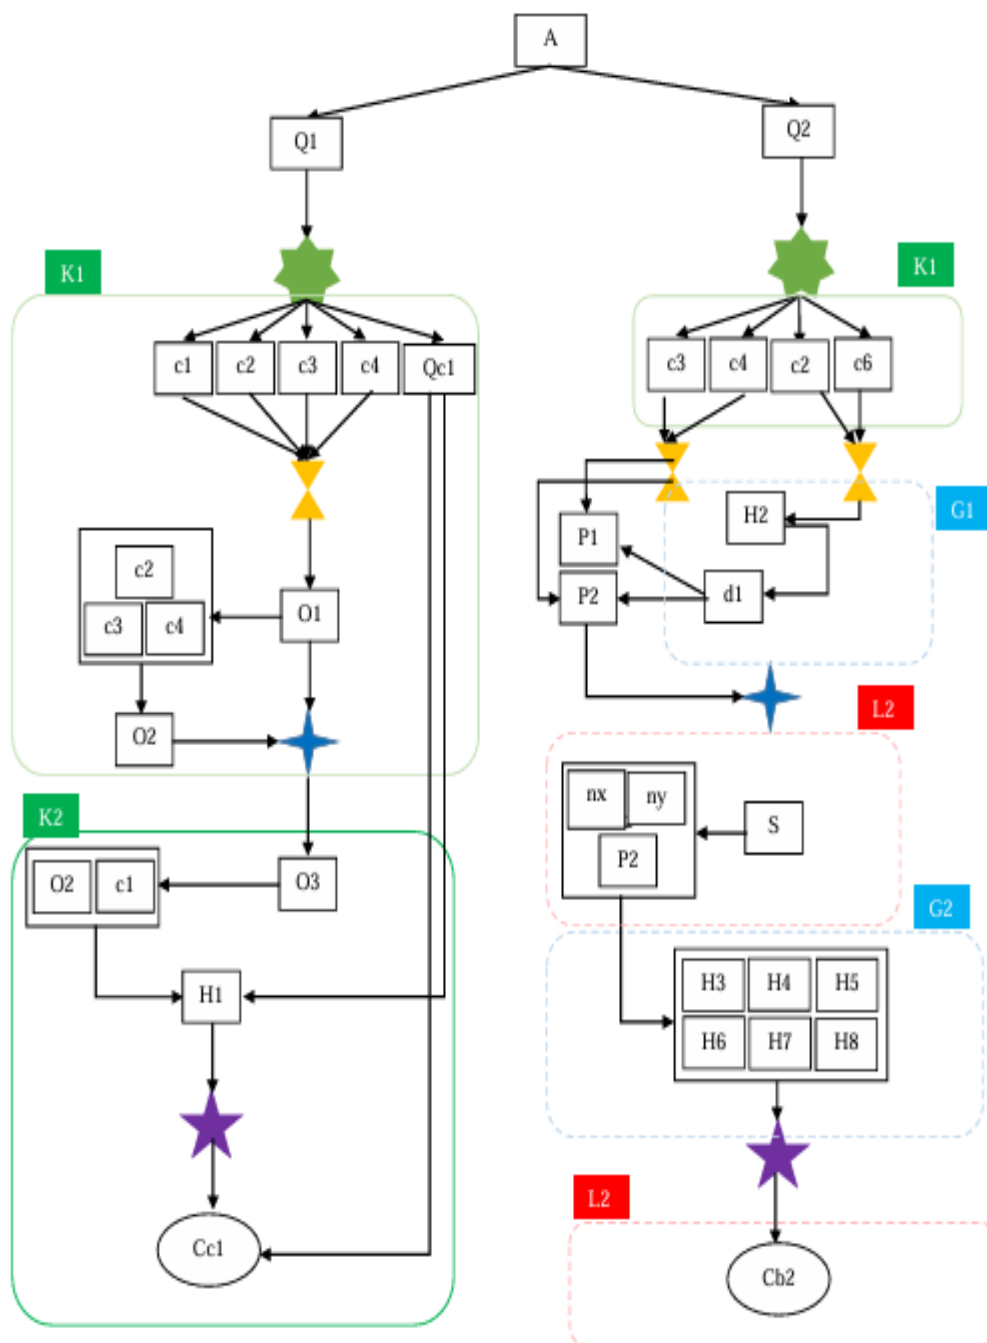 A
Q1
Q2
K1
K1
c1 c2 c3 c4 Qc1
c3 c4 c2 c6
G1
H2
P1
c2
d1
P2
c3 c4
O1
L2
O2
nx ny
K2
S
P2
O2 c1
O3
G2
H3 H4 H5
H1
H6 H7 H8
L2
Cc1
Cb2